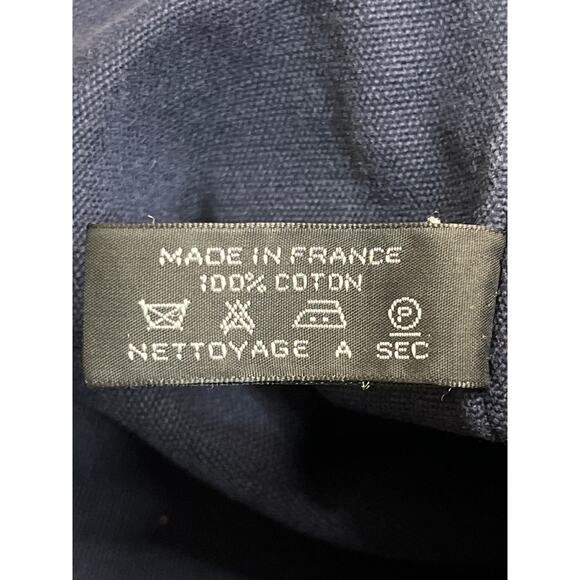 MADE IN FRANCE
100% COTON
P
NETTOYAGE A SEC